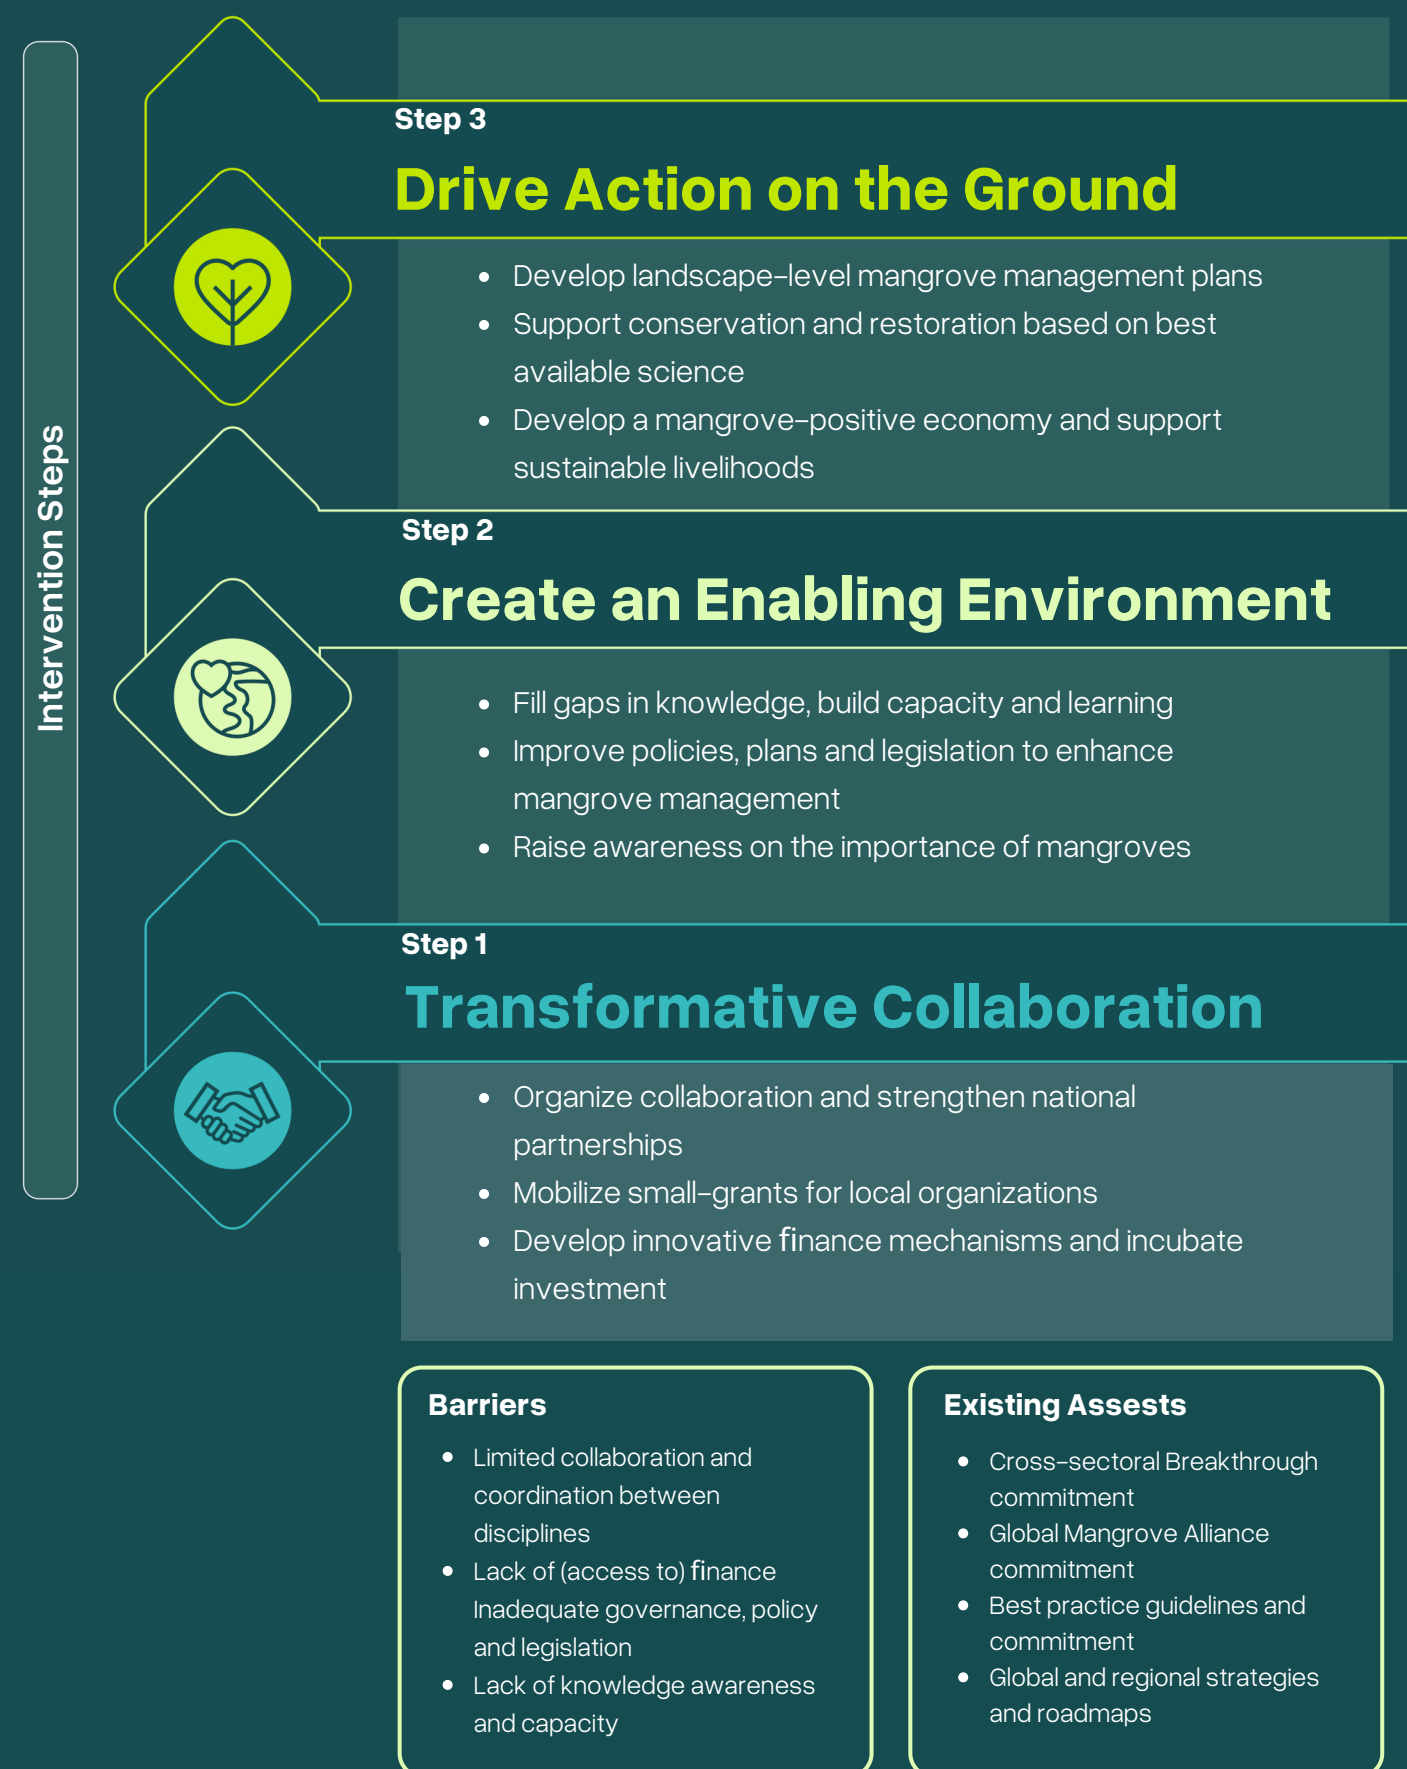 Intervention Steps
Step 3
Drive Action on the Ground
• Develop landscape-level mangrove management plans
• Support conservation and restoration based on best
available science
• Develop a mangrove-positive economy and support
sustainable livelihoods
Step 2
Create an Enabling Environment
• Fill gaps in knowledge, build capacity and learning
• Improve policies, plans and legislation to enhance
mangrove management
• Raise awareness on the importance of mangroves
Step 1
Transformative Collaboration
• Organize collaboration and strengthen national
partnerships
• Mobilize small-grants for local organizations
• Develop innovative finance mechanisms and incubate
investment
Barriers
• Limited collaboration and
coordination between
disciplines
• Lack of (access to) finance
Inadequate governance, policy
and legislation
• Lack of knowledge awareness
and capacity
Existing Assests
• Cross-sectoral Breakthrough
commitment
• Global Mangrove Alliance
commitment
• Best practice guidelines and
commitment
• Global and regional strategies
and roadmaps